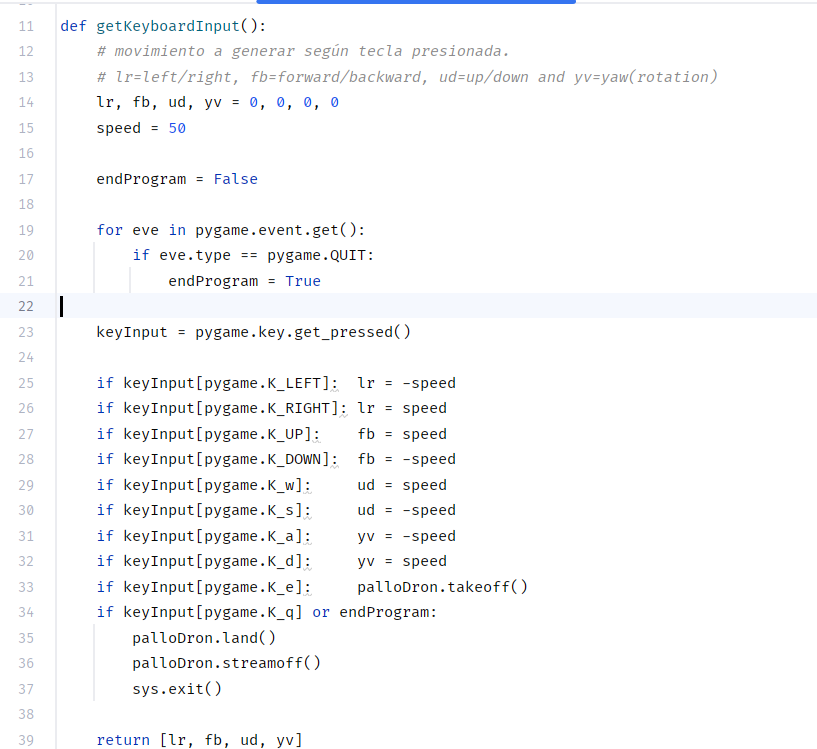 11 def getKeyboardInput():
12     # movimiento a generar según tecla presionada.
13     # lr=left/right, fb=forward/backward, ud=up/down and yv=yaw(rotation)
14     lr, fb, ud, yv = 0, 0, 0, 0
15     speed = 50
16
17     endProgram = False
18
19     for eve in pygame.event.get():
20         if eve.type == pygame.QUIT:
21             endProgram = True
22
23     keyInput = pygame.key.get_pressed()
24
25     if keyInput[pygame.K_LEFT]:  lr = -speed
26     if keyInput[pygame.K_RIGHT]: lr = speed
27     if keyInput[pygame.K_UP]:    fb = speed
28     if keyInput[pygame.K_DOWN]:  fb = -speed
29     if keyInput[pygame.K_w]:     ud = speed
30     if keyInput[pygame.K_s]:     ud = -speed
31     if keyInput[pygame.K_a]:     yv = -speed
32     if keyInput[pygame.K_d]:     yv = speed
33     if keyInput[pygame.K_e]:     palloDron.takeoff()
34     if keyInput[pygame.K_q] or endProgram:
35         palloDron.land()
36         palloDron.streamoff()
37         sys.exit()
38
39     return [lr, fb, ud, yv]